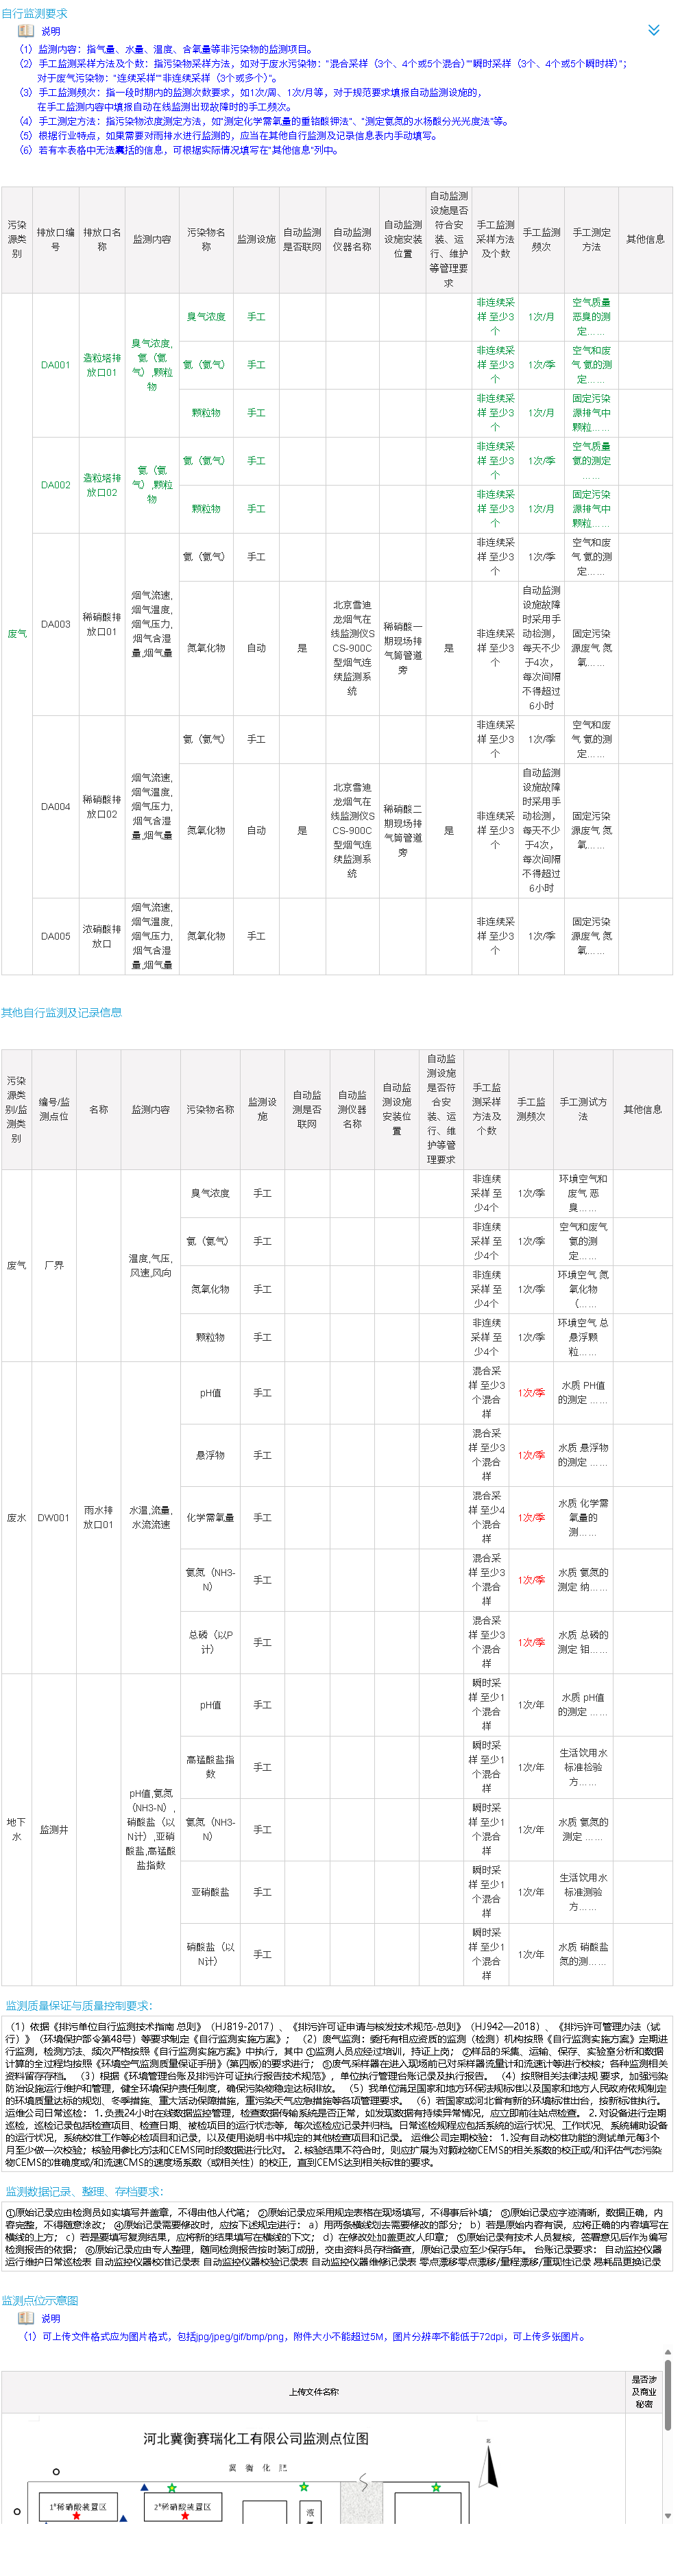 自行监测要求
说明
（1）监测内容：指气量、水量、温度、含氧量等非污染物的监测项目。
（2）手工监测采样方法及个数：指污染物采样方法，如对于废水污染物："混合采样（3个、4个或5个混合）""瞬时采样（3个、4个或5个瞬时样）"；
对于废气污染物："连续采样""非连续采样（3个或多个）"。
（3）手工监测频次：指一段时期内的监测次数要求，如1次/周、1次/月等，对于规范要求填报自动监测设施的，
在手工监测内容中填报自动在线监测出现故障时的手工频次。
（4）手工测定方法：指污染物浓度测定方法，如"测定化学需氧量的重铬酸钾法"、"测定氨氮的水杨酸分光光度法"等。
（5）根据行业特点，如果需要对雨排水进行监测的，应当在其他自行监测及记录信息表内手动填写。
（6）若有本表格中无法囊括的信息，可根据实际情况填写在"其他信息"列中。
污染源类别 排放口编号 排放口名称 监测内容 污染物名称 监测设施 自动监测是否联网 自动监测仪器名称 自动监测设施安装位置 自动监测设施是否符合安装、运行、维护等管理要求 手工监测采样方法及个数 手工监测频次 手工测定方法 其他信息
废气 DA001 造粒塔排放口01 臭气浓度,氨（氨气）,颗粒物 臭气浓度 手工 非连续采样 至少3个 1次/月 空气质量 恶臭的测定……
氨（氨气） 手工 非连续采样 至少3个 1次/季 空气和废气 氨的测定……
颗粒物 手工 非连续采样 至少3个 1次/月 固定污染源排气中颗粒……
DA002 造粒塔排放口02 氨（氨气）,颗粒物 氨（氨气） 手工 非连续采样 至少3个 1次/季 空气质量 氨的测定……
颗粒物 手工 非连续采样 至少3个 1次/月 固定污染源排气中颗粒……
DA003 稀硝酸排放口01 烟气流速,烟气温度,烟气压力,烟气含湿量,烟气量 氨（氨气） 手工 非连续采样 至少3个 1次/季 空气和废气 氨的测定……
氮氧化物 自动 是 北京雪迪龙烟气在线监测仪SCS-900C型烟气连续监测系统 稀硝酸一期现场排气筒管道旁 是 非连续采样 至少3个 自动监测设施故障时采用手动检测，每天不少于4次，每次间隔不得超过6小时 固定污染源废气 氮氧……
DA004 稀硝酸排放口02 烟气流速,烟气温度,烟气压力,烟气含湿量,烟气量 氨（氨气） 手工 非连续采样 至少3个 1次/季 空气和废气 氨的测定……
氮氧化物 自动 是 北京雪迪龙烟气在线监测仪SCS-900C型烟气连续监测系统 稀硝酸二期现场排气筒管道旁 是 非连续采样 至少3个 自动监测设施故障时采用手动检测，每天不少于4次，每次间隔不得超过6小时 固定污染源废气 氮氧……
DA005 浓硝酸排放口 烟气流速,烟气温度,烟气压力,烟气含湿量,烟气量 氮氧化物 手工 非连续采样 至少3个 1次/季 固定污染源废气 氮氧……
其他自行监测及记录信息
污染源类别/监测类别 编号/监测点位 名称 监测内容 污染物名称 监测设施 自动监测是否联网 自动监测仪器名称 自动监测设施安装位置 自动监测设施是否符合安装、运行、维护等管理要求 手工监测采样方法及个数 手工监测频次 手工测试方法 其他信息
废气 厂界 温度,气压,风速,风向 臭气浓度 手工 非连续采样 至少4个 1次/季 环境空气和废气 恶臭……
氨（氨气） 手工 非连续采样 至少4个 1次/季 空气和废气 氨的测定……
氮氧化物 手工 非连续采样 至少4个 1次/季 环境空气 氮氧化物（……
颗粒物 手工 非连续采样 至少4个 1次/季 环境空气 总悬浮颗粒……
废水 DW001 雨水排放口01 水温,流量,水流流速 pH值 手工 混合采样 至少3个混合样 1次/季 水质 PH值的测定 ……
悬浮物 手工 混合采样 至少3个混合样 1次/季 水质 悬浮物的测定 ……
化学需氧量 手工 混合采样 至少4个混合样 1次/季 水质 化学需氧量的测……
氨氮（NH3-N） 手工 混合采样 至少3个混合样 1次/季 水质 氨氮的测定 纳……
总磷（以P计） 手工 混合采样 至少3个混合样 1次/季 水质 总磷的测定 钼……
地下水 监测井 pH值,氨氮（NH3-N）,硝酸盐（以N计）,亚硝酸盐,高锰酸盐指数 pH值 手工 瞬时采样 至少1个混合样 1次/年 水质 pH值的测定 ……
高锰酸盐指数 手工 瞬时采样 至少1个混合样 1次/年 生活饮用水标准检验方……
氨氮（NH3-N） 手工 瞬时采样 至少1个混合样 1次/年 水质 氨氮的测定 ……
亚硝酸盐 手工 瞬时采样 至少1个混合样 1次/年 生活饮用水标准测验方……
硝酸盐（以N计） 手工 瞬时采样 至少1个混合样 1次/年 水质 硝酸盐氮的测……
监测质量保证与质量控制要求：
（1）依据《排污单位自行监测技术指南 总则》（HJ819-2017）、《排污许可证申请与核发技术规范-总则》（HJ942—2018）、《排污许可管理办法（试
行）》（环境保护部令第48号）等要求制定《自行监测实施方案》； （2）废气监测：委托有相应资质的监测（检测）机构按照《自行监测实施方案》定期进
行监测，检测方法、频次严格按照《自行监测实施方案》中执行，其中 ①监测人员应经过培训，持证上岗； ②样品的采集、运输、保存、实验室分析和数据
计算的全过程均按照《环境空气监测质量保证手册》(第四版)的要求进行； ③废气采样器在进入现场前已对采样器流量计和流速计等进行校核；各种监测相关
资料留存存档。 （3）根据《环境管理台账及排污许可证执行报告技术规范》，单位执行管理台账记录及执行报告。 （4）按照相关法律法规 要求，加强污染
防治设施运行维护和管理，健全环境保护责任制度，确保污染物稳定达标排放。 （5）我单位满足国家和地方环保法规标准以及国家和地方人民政府依规制定
的环境质量达标的规划、冬季措施、重大活动保障措施，重污染天气应急措施等各项管理要求。 （6）若国家或河北省有新的环境标准出台，按新标准执行。
运维公司日常巡检： 1.负责24小时在线数据监控管理，检查数据传输系统是否正常，如发现数据有持续异常情况，应立即前往站点检查。 2.对设备进行定期
巡检，巡检记录包括检查项目、检查日期、被检项目的运行状态等，每次巡检应记录并归档。日常巡检规程应包括系统的运行状况、工作状况、系统辅助设备
的运行状况，系统校准工作等必检项目和记录，以及使用说明书中规定的其他检查项目和记录。 运维公司定期校验： 1.没有自动校准功能的测试单元每3个
月至少做一次校验；核验用参比方法和CEMS同时段数据进行比对。 2.核验结果不符合时，则应扩展为对颗粒物CEMS的相关系数的校正或/和评估气态污染
物CEMS的准确度或/和流速CMS的速度场系数（或相关性）的校正，直到CEMS达到相关标准的要求。
监测数据记录、整理、存档要求：
①原始记录应由检测员如实填写并盖章，不得由他人代笔； ②原始记录应采用规定表格在现场填写，不得事后补填； ③原始记录应字迹清晰，数据正确，内
容完整，不得随意涂改； ④原始记录需要修改时，应按下述规定进行： a）用两条横线划去需要修改的部分； b）若是原始内容有误，应将正确的内容填写在
横线的上方； c）若是要填写复测结果，应将新的结果填写在横线的下文； d）在修改处加盖更改人印章； ⑤原始记录有技术人员复核，签署意见后作为编写
检测报告的依据； ⑥原始记录应由专人整理，随同检测报告按时装订成册，交由资料员存档备查，原始记录应至少保存5年。 台账记录要求： 自动监控仪器
运行维护日常巡检表 自动监控仪器校准记录表 自动监控仪器校验记录表 自动监控仪器维修记录表 零点漂移零点漂移/量程漂移/重现性记录 易耗品更换记录
监测点位示意图
说明
（1）可上传文件格式应为图片格式，包括jpg/jpeg/gif/bmp/png，附件大小不能超过5M，图片分辨率不能低于72dpi，可上传多张图片。
上传文件名称 是否涉及商业秘密
河北冀衡赛瑞化工有限公司监测点位图
冀 衡 化 肥
1#稀硝酸装置区 2#稀硝酸装置区 液